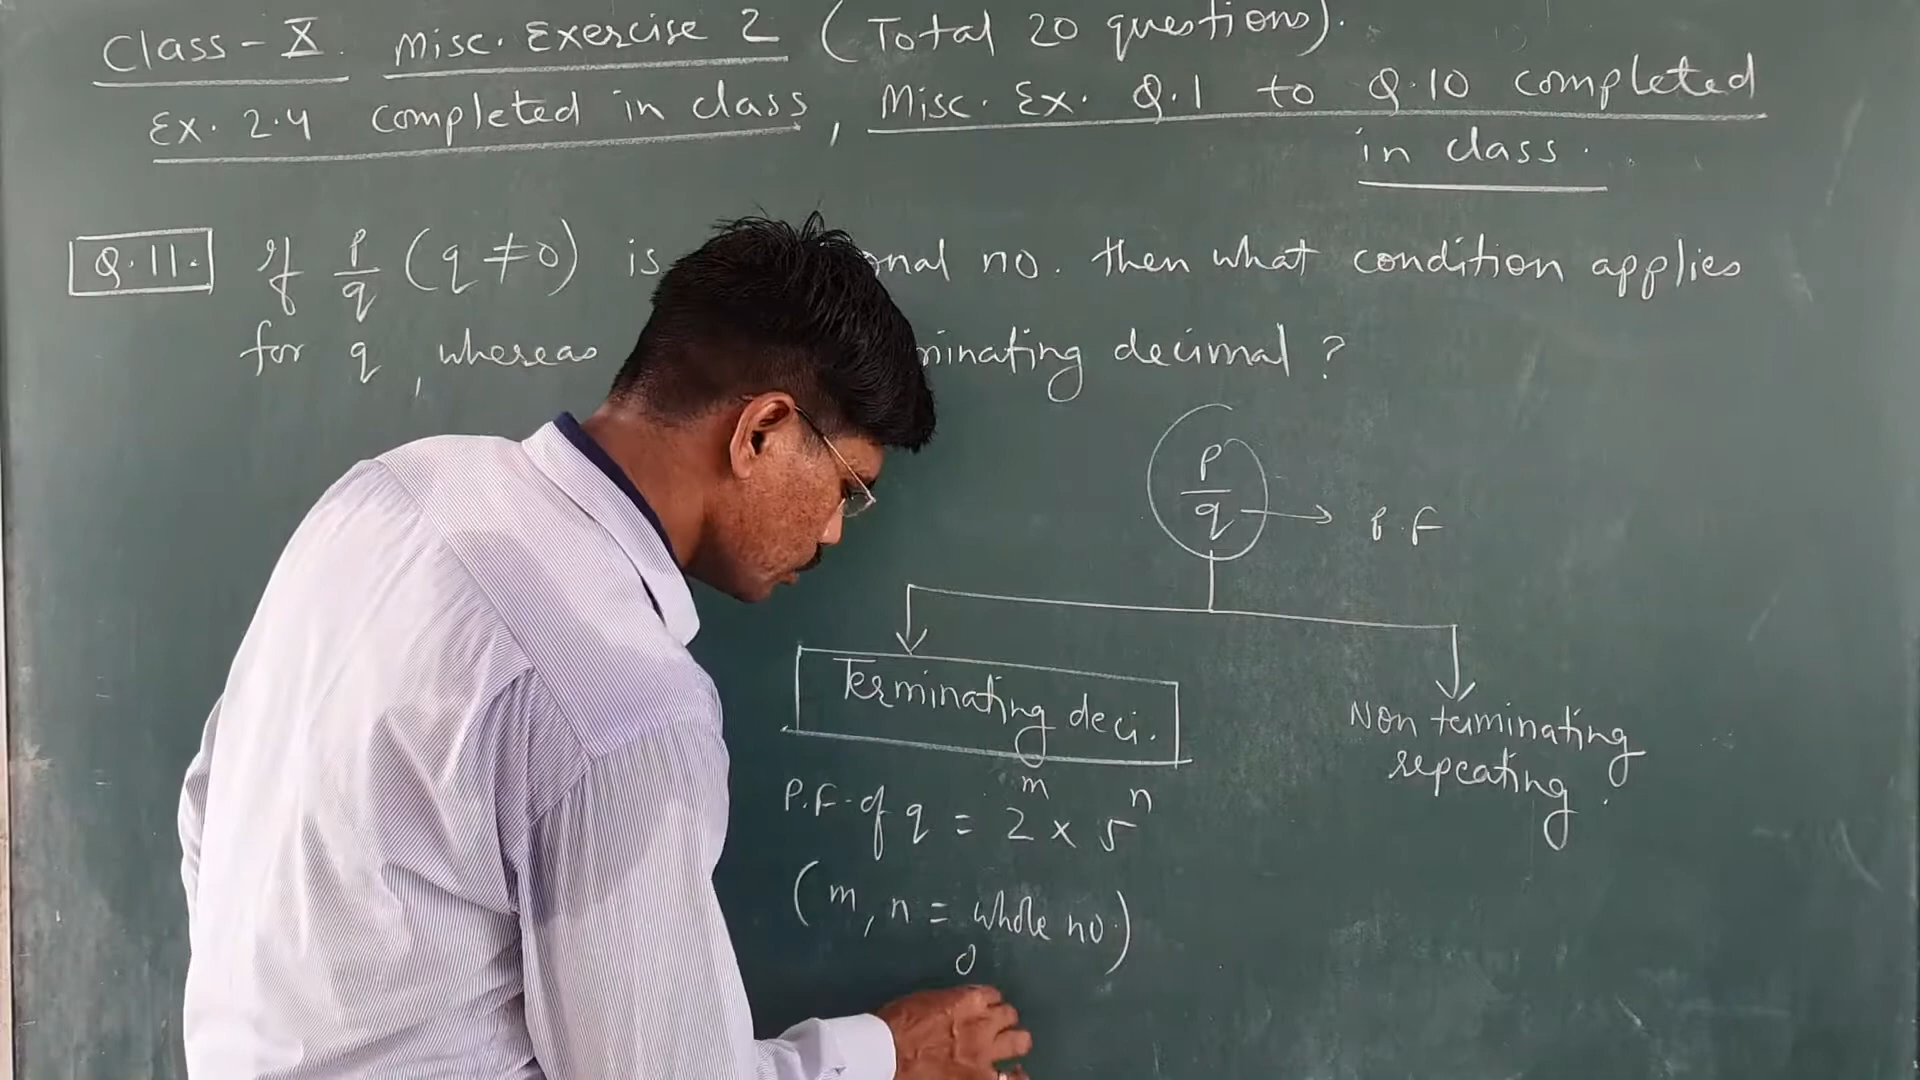 Class - X. Misc. Exercise 2 (Total 20 questions).
Ex. 2.4 completed in class, Misc. Ex. Q.1 to Q.10 completed
in class.
Q.11. If p/q (q ≠ 0) is onal no. then what condition applies
for q, whereas minating decimal ?
p/q → P.F
Terminating deci.
Non terminating
repeating.
P.F. of q = 2^m × 5^n
(m, n = whole no.)
0